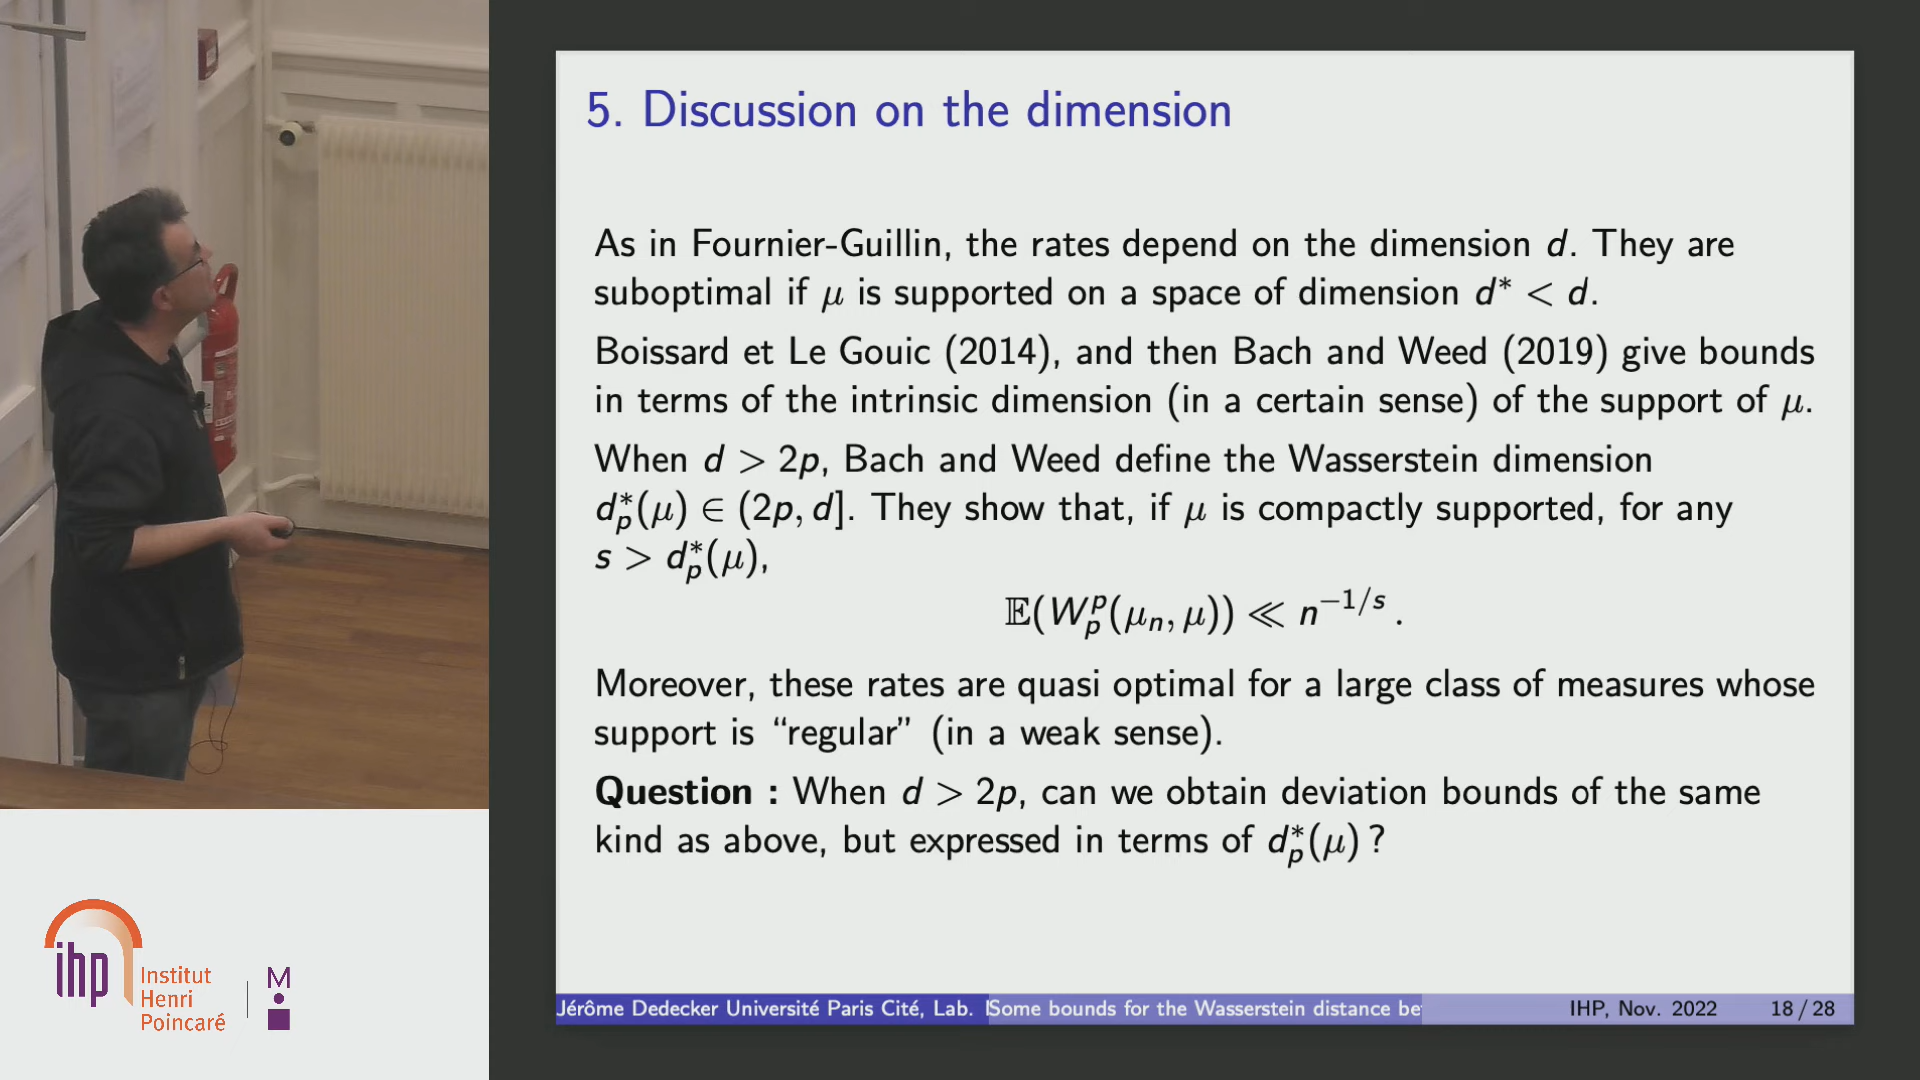 5. Discussion on the dimension
As in Fournier-Guillin, the rates depend on the dimension d. They are
suboptimal if μ is supported on a space of dimension d* < d.
Boissard et Le Gouic (2014), and then Bach and Weed (2019) give bounds
in terms of the intrinsic dimension (in a certain sense) of the support of μ.
When d > 2p, Bach and Weed define the Wasserstein dimension
d*_p(μ) ∈ (2p, d]. They show that, if μ is compactly supported, for any
s > d*_p(μ),
𝔼(W_p^p(μ_n, μ)) ≪ n^{−1/s} .
Moreover, these rates are quasi optimal for a large class of measures whose
support is “regular” (in a weak sense).
Question : When d > 2p, can we obtain deviation bounds of the same
kind as above, but expressed in terms of d*_p(μ) ?
Jérôme Dedecker Université Paris Cité, Lab. Some bounds for the Wasserstein distance be IHP, Nov. 2022 18 / 28
ihp
Institut
Henri
Poincaré
M